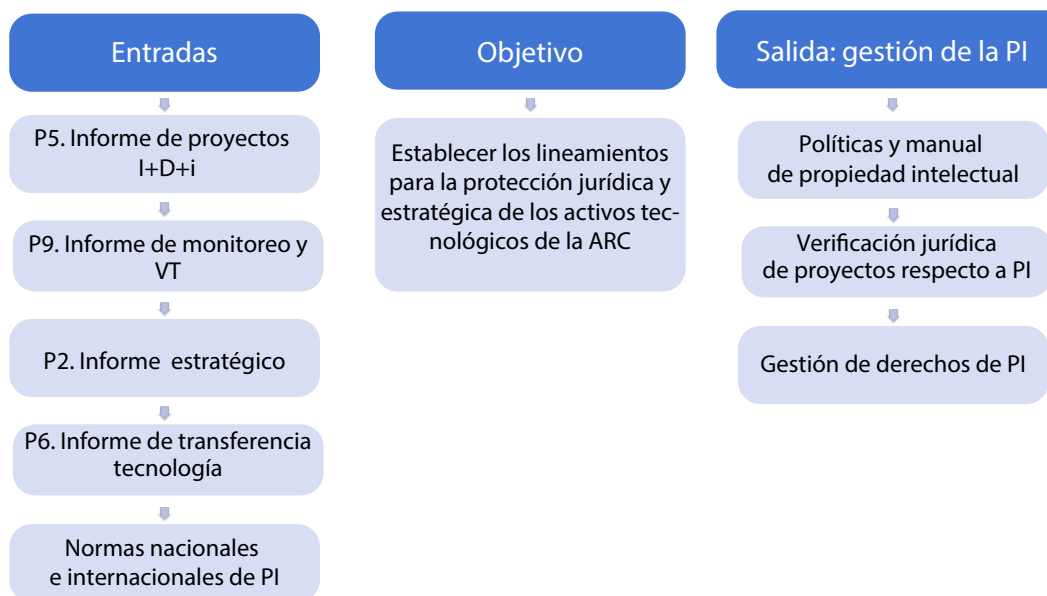 Entradas
P5. Informe de proyectos
I+D+i
P9. Informe de monitoreo y
VT
P2. Informe estratégico
P6. Informe de transferencia
tecnología
Normas nacionales
e internacionales de PI
Objetivo
Establecer los lineamientos
para la protección jurídica y
estratégica de los activos tec-
nológicos de la ARC
Salida: gestión de la PI
Políticas y manual
de propiedad intelectual
Verificación jurídica
de proyectos respecto a PI
Gestión de derechos de PI